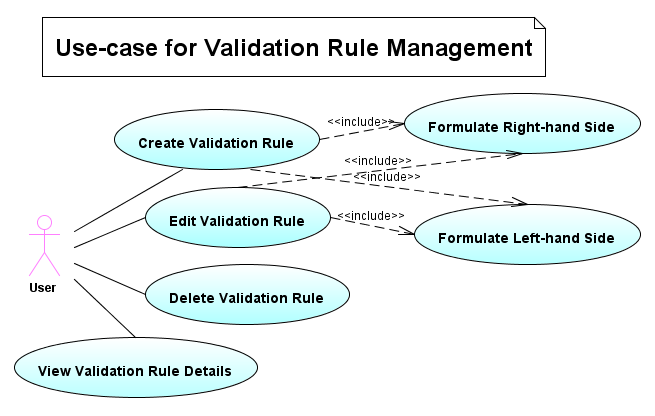 Use-case for Validation Rule Management
<<include>>
Formulate Right-hand Side
Create Validation Rule
<<include>>
<<include>>
Edit Validation Rule
<<include>>
Formulate Left-hand Side
User
Delete Validation Rule
View Validation Rule Details